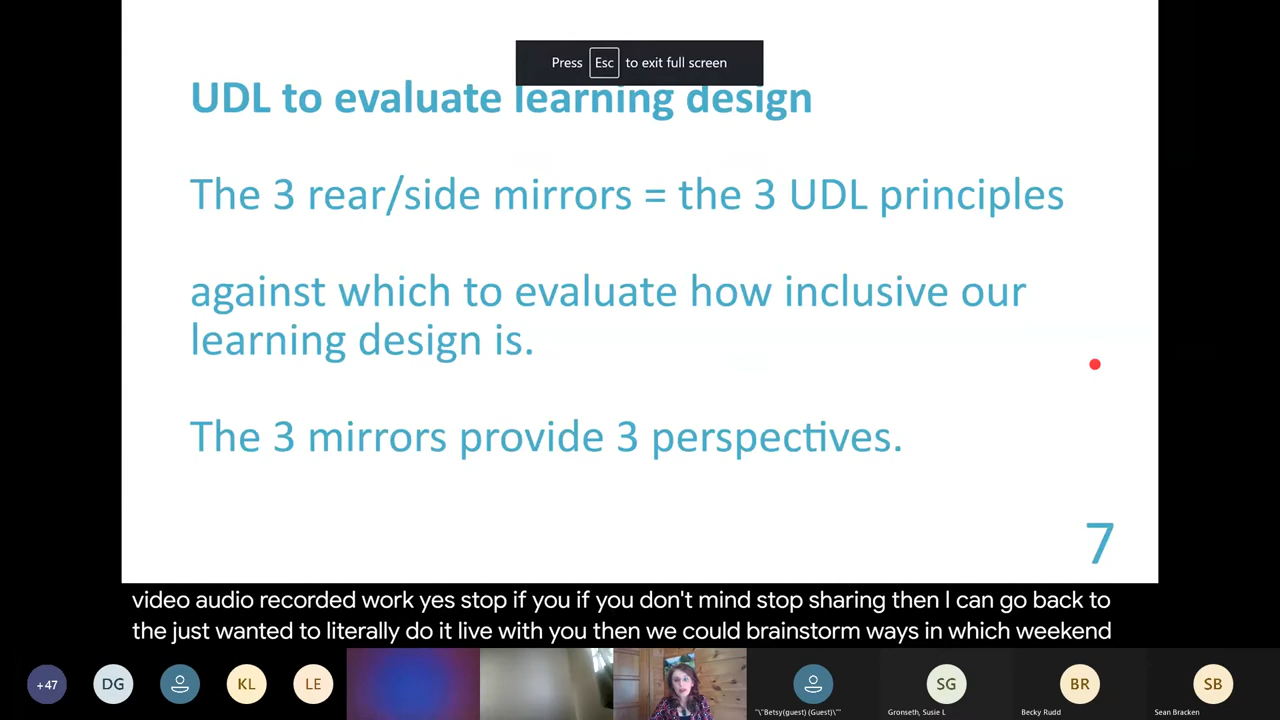 Press Esc to exit full screen
UDL to evaluate learning design
The 3 rear/side mirrors = the 3 UDL principles
against which to evaluate how inclusive our
learning design is.
The 3 mirrors provide 3 perspectives.
7
video audio recorded work yes stop if you if you don't mind stop sharing then I can go back to
the just wanted to literally do it live with you then we could brainstorm ways in which weekend
+47
DG
KL
LE
SG
BR
SB
"\"Betsy(guest) (Guest)\""
Gronseth, Susie L
Becky Rudd
Sean Bracken